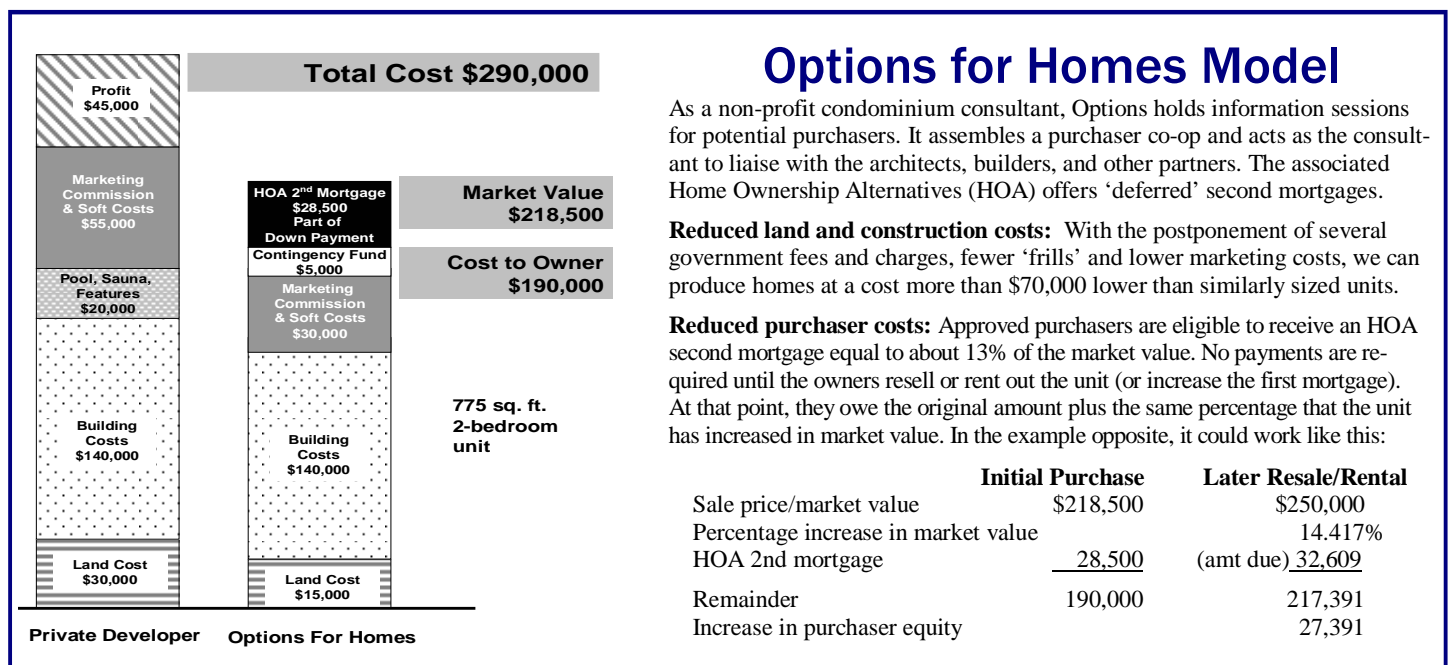 Total Cost $290,000
Profit
$45,000
Marketing
Commission
& Soft Costs
$55,000
Pool, Sauna,
Features
$20,000
Building
Costs
$140,000
Land Cost
$30,000
Private Developer
HOA 2nd Mortgage
$28,500
Part of
Down Payment
Contingency Fund
$5,000
Marketing
Commission
& Soft Costs
$30,000
Building
Costs
$140,000
Land Cost
$15,000
Options For Homes
Market Value
$218,500
Cost to Owner
$190,000
775 sq. ft.
2-bedroom
unit
Options for Homes Model
As a non-profit condominium consultant, Options holds information sessions
for potential purchasers. It assembles a purchaser co-op and acts as the consult-
ant to liaise with the architects, builders, and other partners. The associated
Home Ownership Alternatives (HOA) offers ‘deferred’ second mortgages.
Reduced land and construction costs: With the postponement of several
government fees and charges, fewer ‘frills’ and lower marketing costs, we can
produce homes at a cost more than $70,000 lower than similarly sized units.
Reduced purchaser costs: Approved purchasers are eligible to receive an HOA
second mortgage equal to about 13% of the market value. No payments are re-
quired until the owners resell or rent out the unit (or increase the first mortgage).
At that point, they owe the original amount plus the same percentage that the unit
has increased in market value. In the example opposite, it could work like this:
Initial Purchase Later Resale/Rental
Sale price/market value $218,500 $250,000
Percentage increase in market value 14.417%
HOA 2nd mortgage 28,500 (amt due) 32,609
Remainder 190,000 217,391
Increase in purchaser equity 27,391